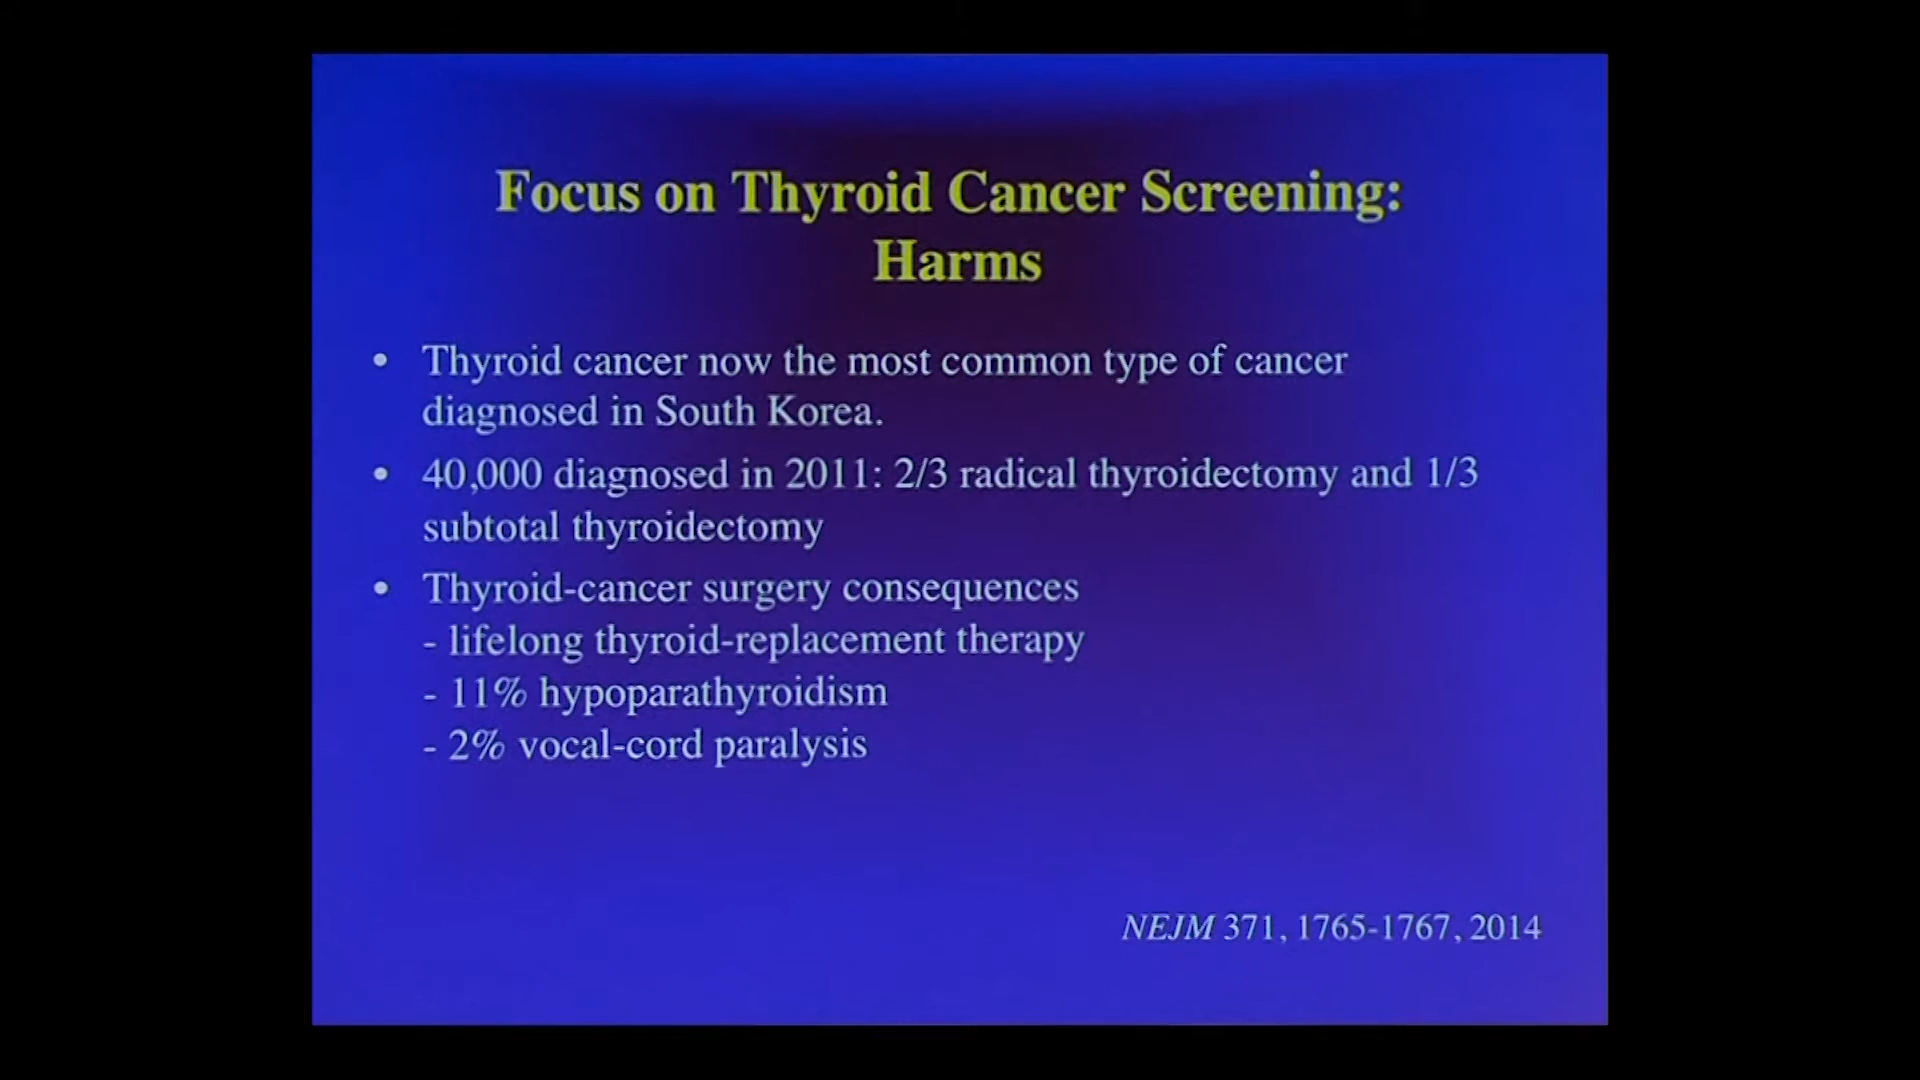 Focus on Thyroid Cancer Screening:
Harms
• Thyroid cancer now the most common type of cancer
diagnosed in South Korea.
• 40,000 diagnosed in 2011: 2/3 radical thyroidectomy and 1/3
subtotal thyroidectomy
• Thyroid-cancer surgery consequences
- lifelong thyroid-replacement therapy
- 11% hypoparathyroidism
- 2% vocal-cord paralysis
NEJM 371, 1765-1767, 2014